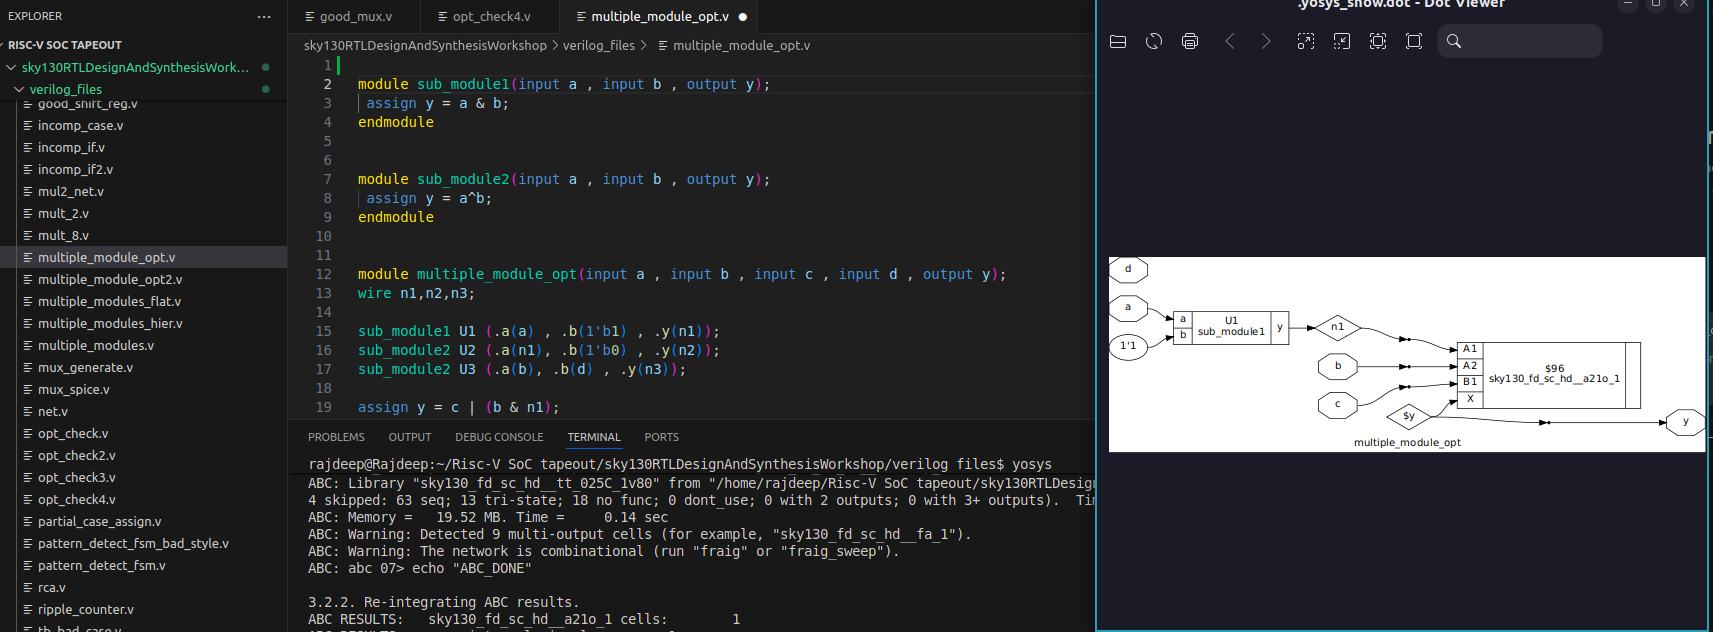 EXPLORER
...
RISC-V SOC TAPEOUT
sky130RTLDesignAndSynthesisWork...
verilog_files
good_shift_reg.v
incomp_case.v
incomp_if.v
incomp_if2.v
mul2_net.v
mult_2.v
mult_8.v
multiple_module_opt.v
multiple_module_opt2.v
multiple_modules_flat.v
multiple_modules_hier.v
multiple_modules.v
mux_generate.v
mux_spice.v
net.v
opt_check.v
opt_check2.v
opt_check3.v
opt_check4.v
partial_case_assign.v
pattern_detect_fsm_bad_style.v
pattern_detect_fsm.v
rca.v
ripple_counter.v
tb_bad_case.v
good_mux.v
opt_check4.v
multiple_module_opt.v
sky130RTLDesignAndSynthesisWorkshop > verilog_files > multiple_module_opt.v
1
2 module sub_module1(input a , input b , output y);
3 assign y = a & b;
4 endmodule
5
6
7 module sub_module2(input a , input b , output y);
8 assign y = a^b;
9 endmodule
10
11
12 module multiple_module_opt(input a , input b , input c , input d , output y);
13 wire n1,n2,n3;
14
15 sub_module1 U1 (.a(a) , .b(1'b1) , .y(n1));
16 sub_module2 U2 (.a(n1), .b(1'b0) , .y(n2));
17 sub_module2 U3 (.a(b), .b(d) , .y(n3));
18
19 assign y = c | (b & n1);
PROBLEMS OUTPUT DEBUG CONSOLE TERMINAL PORTS
rajdeep@Rajdeep:~/Risc-V SoC tapeout/sky130RTLDesignAndSynthesisWorkshop/verilog files$ yosys
ABC: Library "sky130_fd_sc_hd__tt_025C_1v80" from "/home/rajdeep/Risc-V SoC tapeout/sky130RTLDesign
4 skipped: 63 seq; 13 tri-state; 18 no func; 0 dont_use; 0 with 2 outputs; 0 with 3+ outputs). Tim
ABC: Memory = 19.52 MB. Time = 0.14 sec
ABC: Warning: Detected 9 multi-output cells (for example, "sky130_fd_sc_hd__fa_1").
ABC: Warning: The network is combinational (run "fraig" or "fraig_sweep").
ABC: abc 07> echo "ABC_DONE"
3.2.2. Re-integrating ABC results.
ABC RESULTS: sky130_fd_sc_hd__a21o_1 cells: 1
.yosys_show.dot - Dot Viewer
d
a
1'1
a
b
U1
sub_module1
y
n1
b
c
$y
A1
A2
B1
X
$96
sky130_fd_sc_hd__a21o_1
y
multiple_module_opt